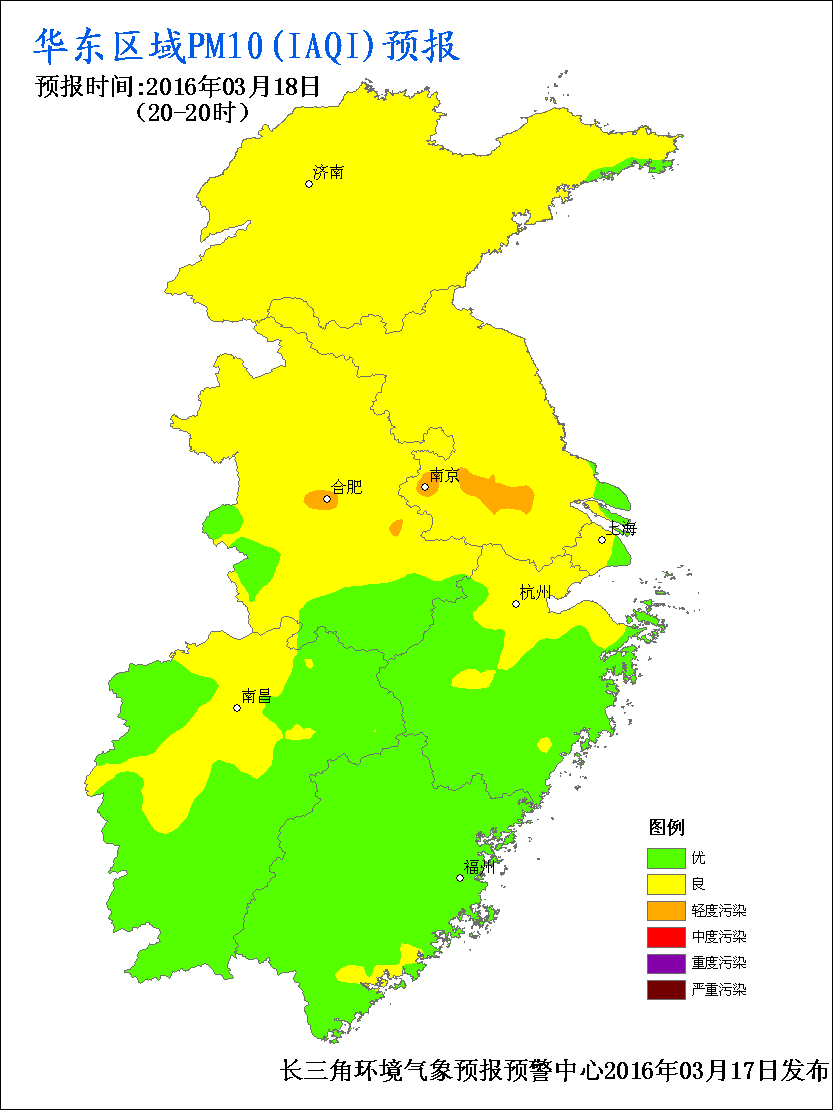 华东区域PM10(IAQI)预报
预报时间:2016年03月18日
(20-20时)
济南
南京
合肥
上海
杭州
南昌
福州
图例
优
良
轻度污染
中度污染
重度污染
严重污染
长三角环境气象预报预警中心2016年03月17日发布